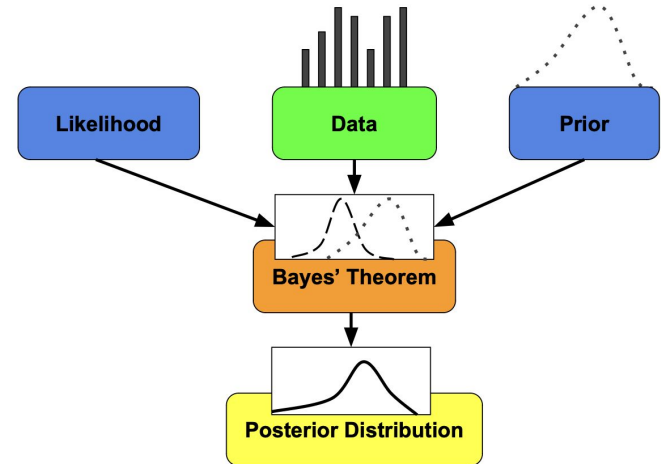 Likelihood
Data
Prior
Bayes’ Theorem
Posterior Distribution